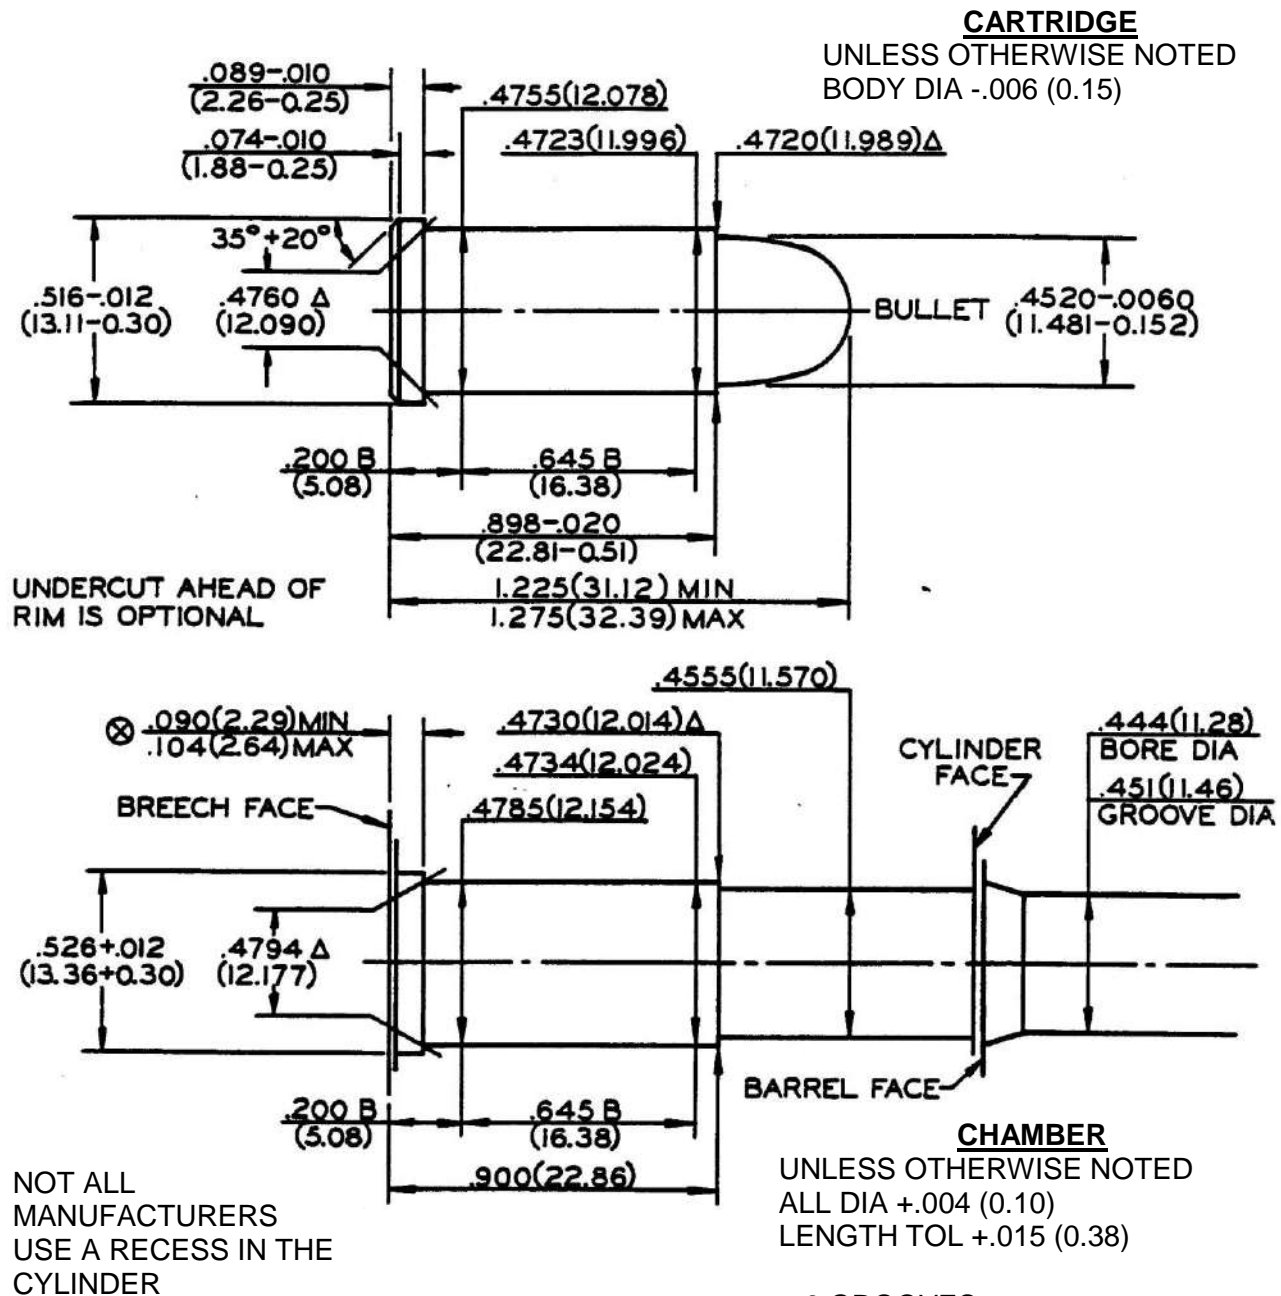 CARTRIDGE
UNLESS OTHERWISE NOTED
BODY DIA -.006 (0.15)
.089-.010
(2.26-0.25)
.4755(12.078)
.074-.010
(1.88-0.25)
.4723(11.996)
.4720(11.989)Δ
35°+20°
.516-.012
(13.11-0.30)
.4760 Δ
(12.090)
BULLET
.4520-.0060
(11.481-0.152)
.200 B
(5.08)
.645 B
(16.38)
.898-.020
(22.81-0.51)
UNDERCUT AHEAD OF
RIM IS OPTIONAL
1.225(31.12) MIN
1.275(32.39) MAX
.4555(11.570)
⊗ .090(2.29)MIN
.104(2.64)MAX
.4730(12.014)Δ
.444(11.28)
BORE DIA
CYLINDER
FACE
.4734(12.024)
.451(11.46)
GROOVE DIA
BREECH FACE
.4785(12.154)
.526+.012
(13.36+0.30)
.4794 Δ
(12.177)
BARREL FACE
.200 B
(5.08)
.645 B
(16.38)
.900(22.86)
CHAMBER
UNLESS OTHERWISE NOTED
ALL DIA +.004 (0.10)
LENGTH TOL +.015 (0.38)
NOT ALL
MANUFACTURERS
USE A RECESS IN THE
CYLINDER
GROOVES